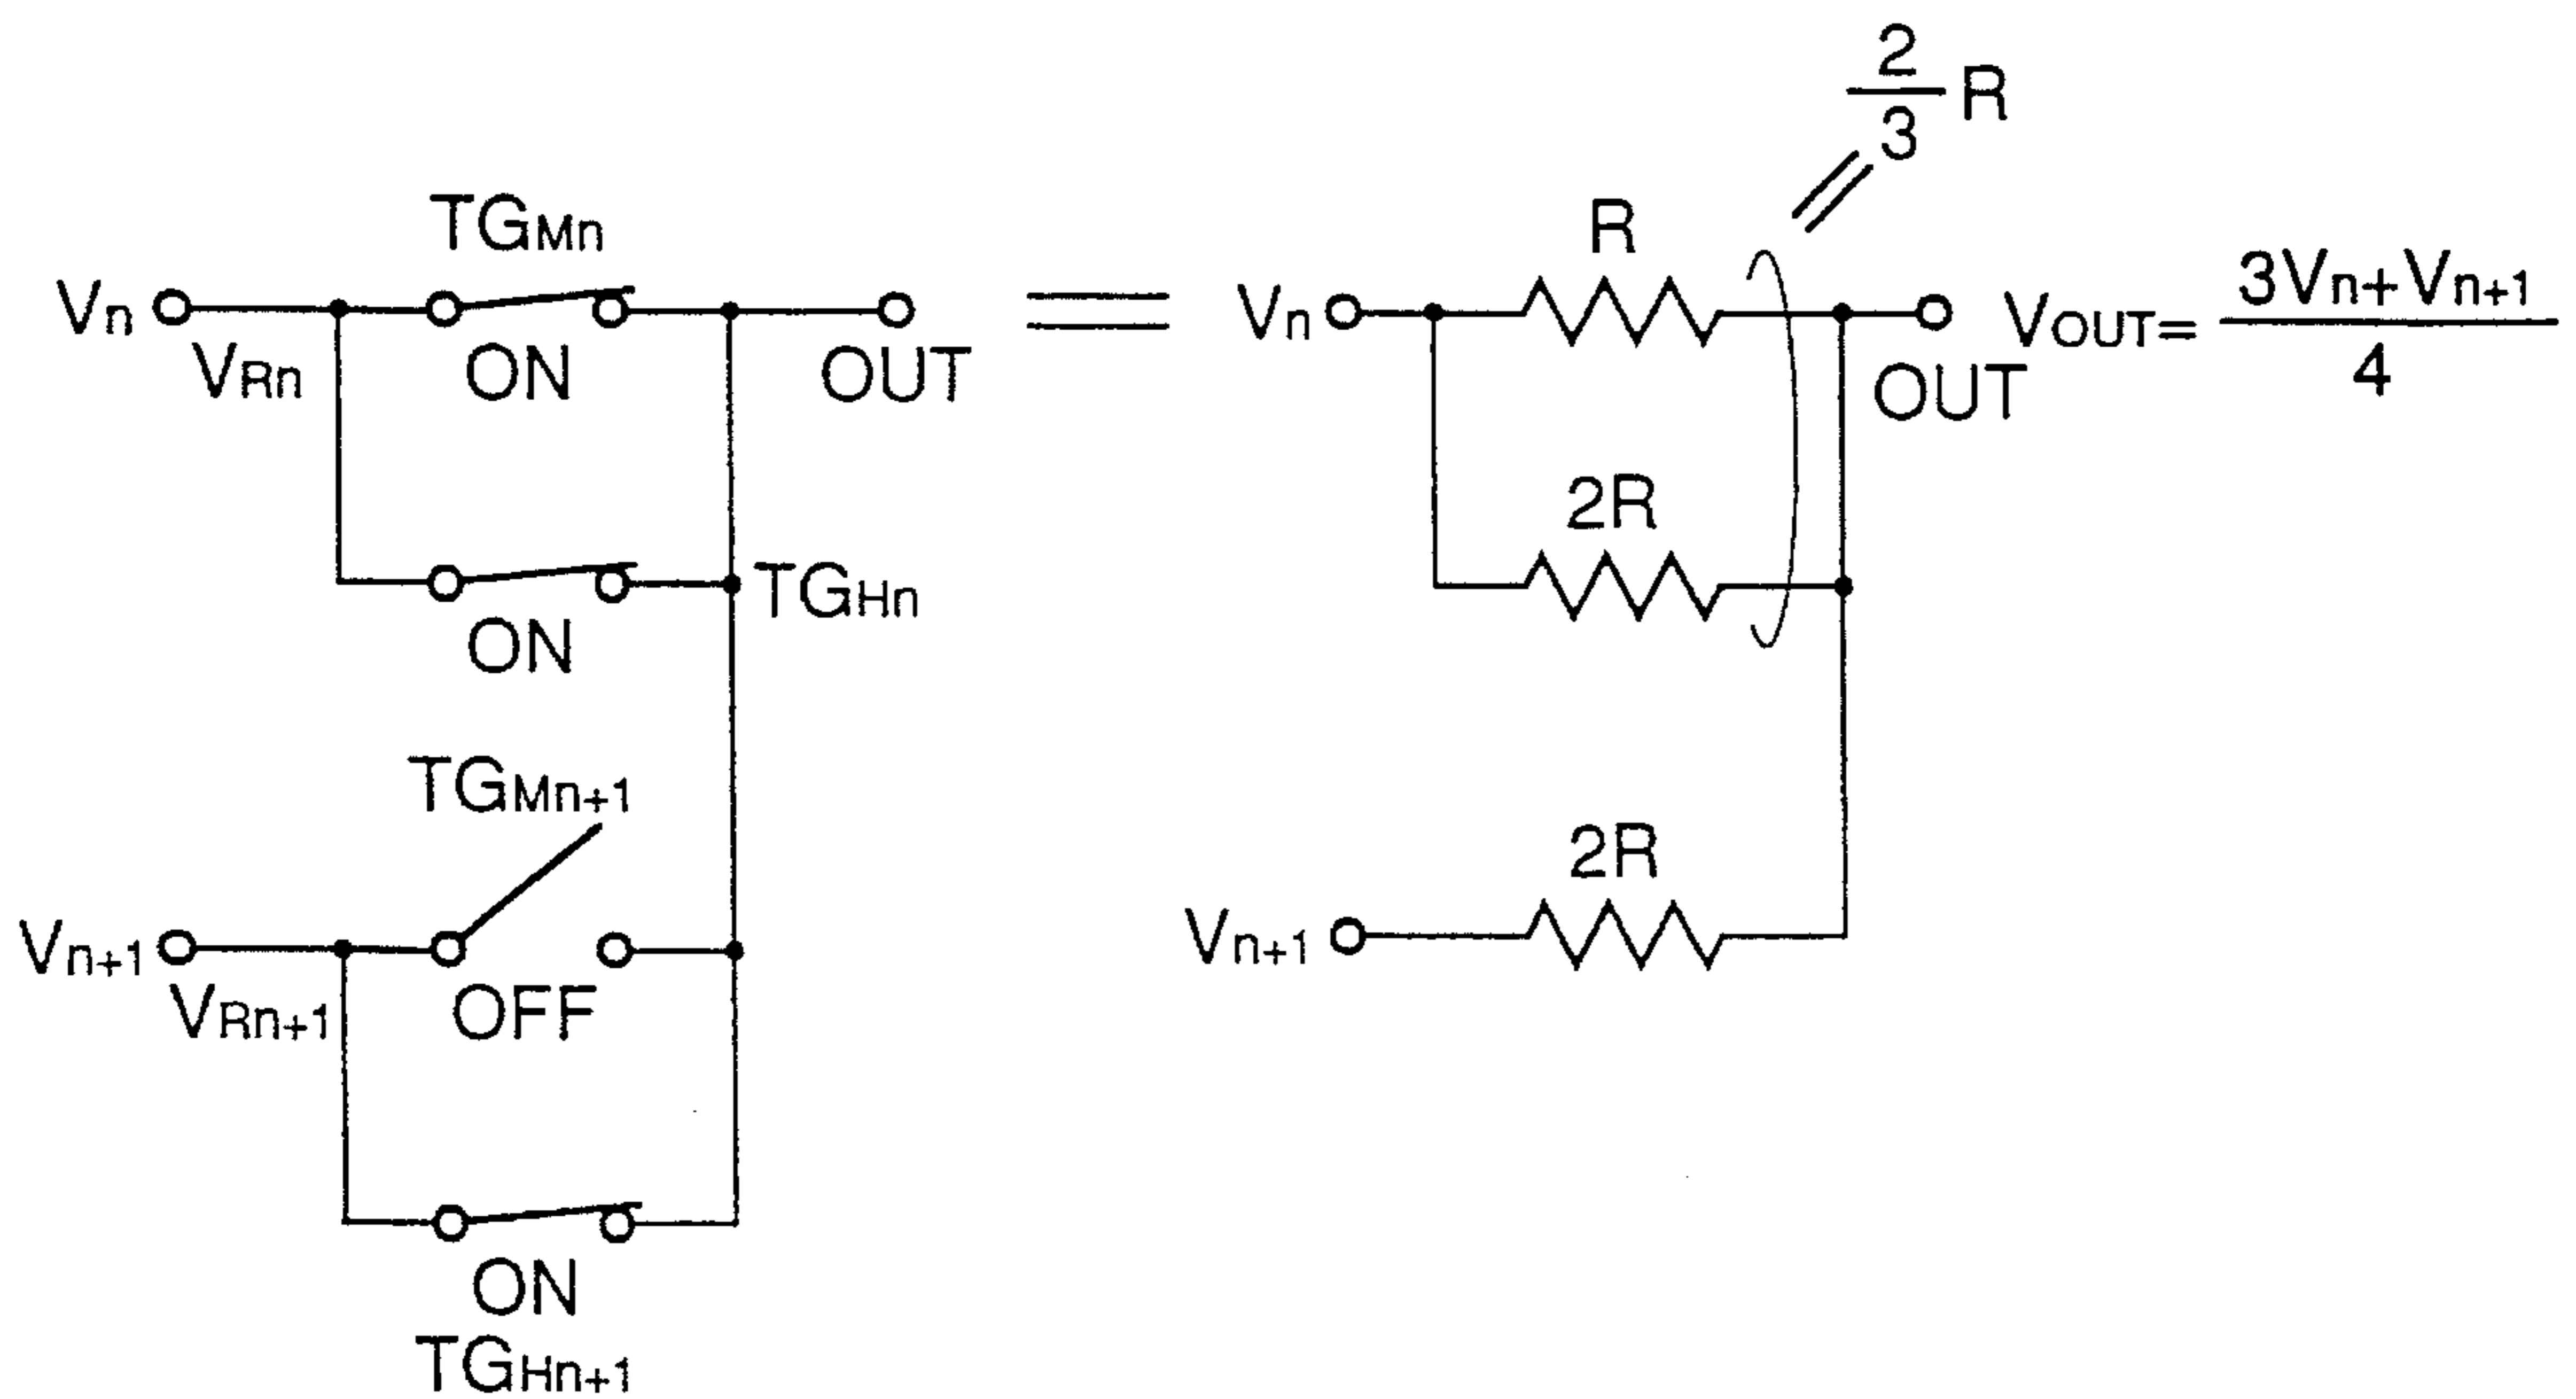 2
3
R
TGMn
R
Vn
VRn
ON
OUT
Vn
OUT
VOUT=
3Vn+Vn+1
4
2R
TGHn
ON
TGMn+1
2R
Vn+1
VRn+1
OFF
Vn+1
ON
TGHn+1